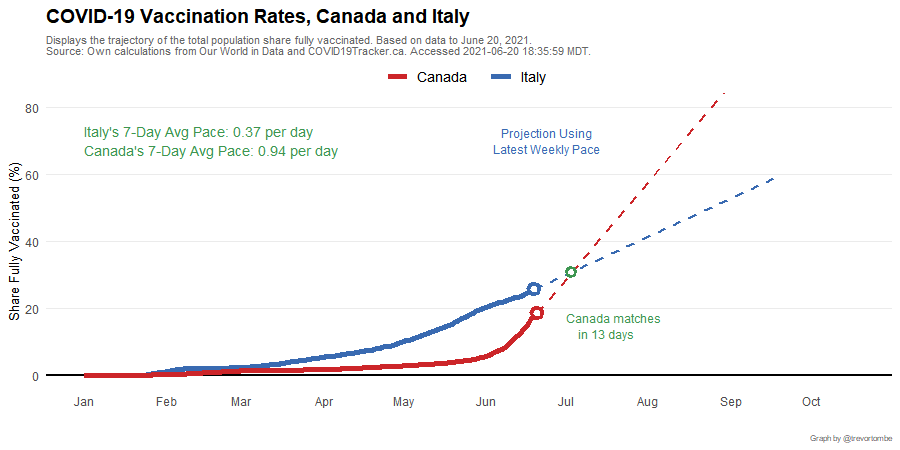 COVID-19 Vaccination Rates, Canada and Italy
Displays the trajectory of the total population share fully vaccinated. Based on data to June 20, 2021.
Source: Own calculations from Our World in Data and COVID19Tracker.ca. Accessed 2021-06-20 18:35:59 MDT.
Canada
Italy
Italy's 7-Day Avg Pace: 0.37 per day
Canada's 7-Day Avg Pace: 0.94 per day
Projection Using
Latest Weekly Pace
Canada matches
in 13 days
Share Fully Vaccinated (%)
80
60
40
20
0
Jan Feb Mar Apr May Jun Jul Aug Sep Oct
Graph by @trevortombe